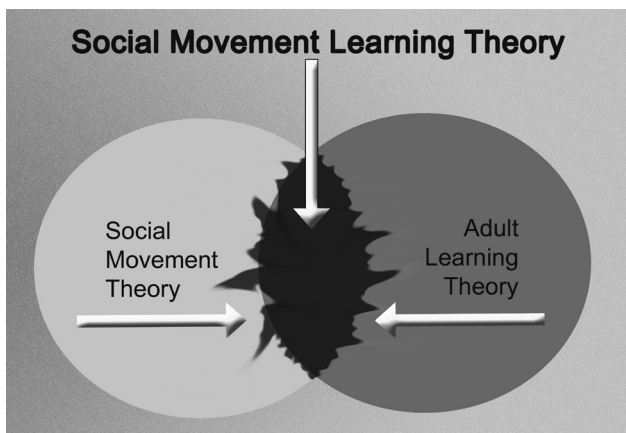 Social Movement Learning Theory
Social
Movement
Theory
Adult
Learning
Theory